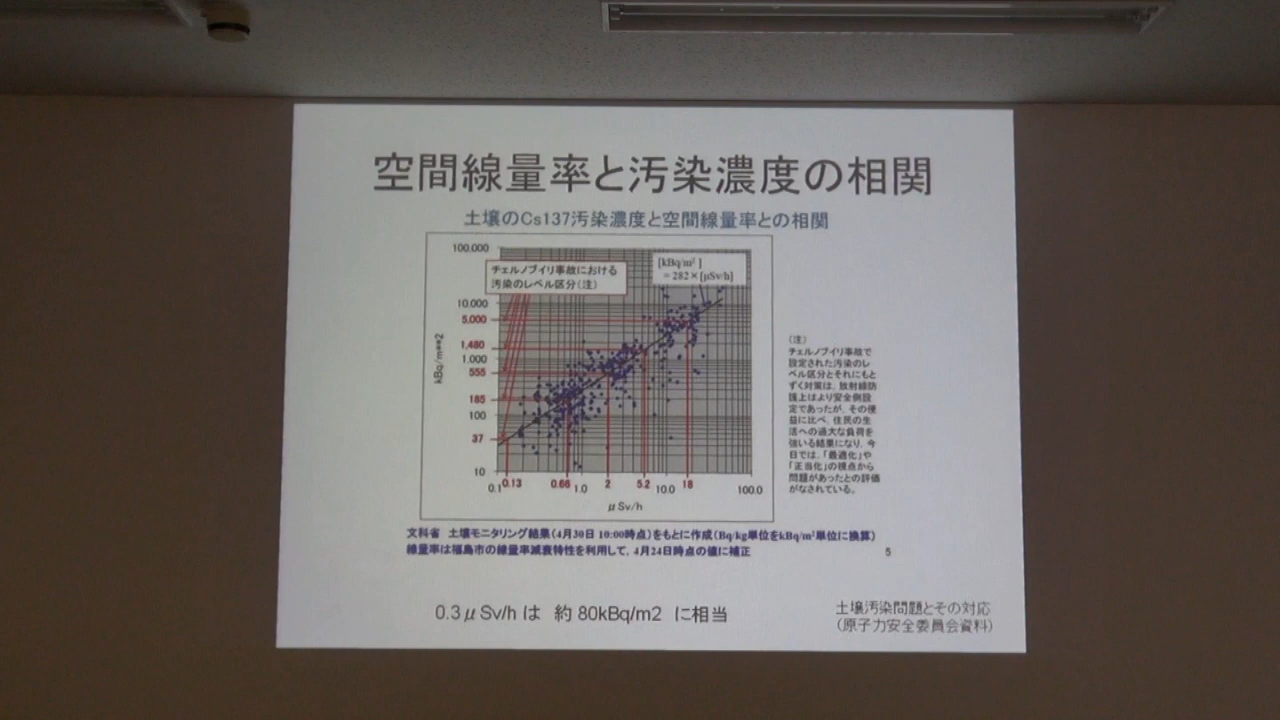 空間線量率と汚染濃度の相関
土壌のCs137汚染濃度と空間線量率との相関
100,000
チェルノブイリ事故における
汚染のレベル区分(注)
[kBq/m²]
=282×[μSv/h]
10,000
5,000
1,480
1,000
555
185
100
37
10
kBq/m**2
0.1 0.13 0.66 1.0 2 5.2 10.0 18 100.0
μSv/h
(注)
チェルノブイリ事故で
設定された汚染のレ
ベル区分とそれにもと
ずく対策は、放射線防
護上はより安全側設
定であったが、その便
益に比べ、住民の生
活への過大な負荷を
強いる結果になり、今
日では、「最適化」や
「正当化」の視点から
問題があったとの評価
がなされている。
文科省 土壌モニタリング結果(4月30日 10:00時点)をもとに作成(Bq/kg単位をkBq/m²単位に換算)
線量率は福島市の線量率減衰特性を利用して、4月24日時点の値に補正
5
0.3μSv/h は 約 80kBq/m2 に相当
土壌汚染問題とその対応
(原子力安全委員会資料)